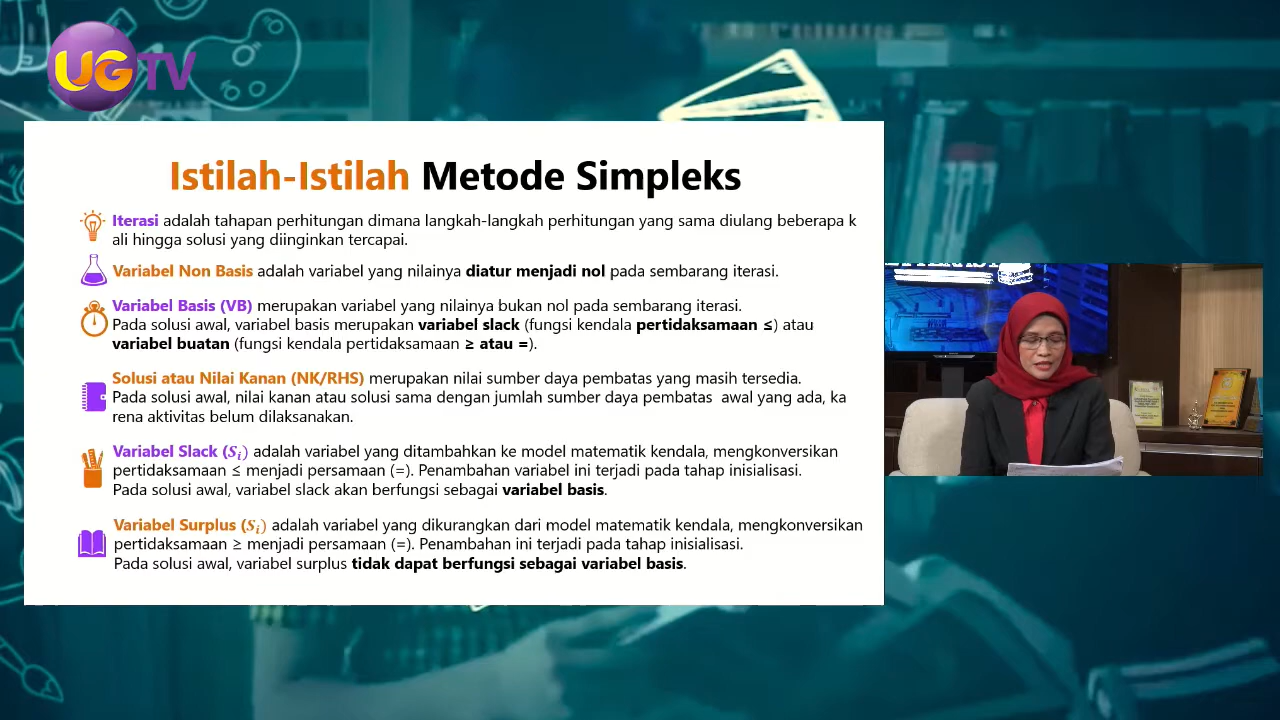 UGTV
Istilah-Istilah Metode Simpleks
Iterasi adalah tahapan perhitungan dimana langkah-langkah perhitungan yang sama diulang beberapa k
ali hingga solusi yang diinginkan tercapai.
Variabel Non Basis adalah variabel yang nilainya diatur menjadi nol pada sembarang iterasi.
Variabel Basis (VB) merupakan variabel yang nilainya bukan nol pada sembarang iterasi.
Pada solusi awal, variabel basis merupakan variabel slack (fungsi kendala pertidaksamaan ≤) atau
variabel buatan (fungsi kendala pertidaksamaan ≥ atau =).
Solusi atau Nilai Kanan (NK/RHS) merupakan nilai sumber daya pembatas yang masih tersedia.
Pada solusi awal, nilai kanan atau solusi sama dengan jumlah sumber daya pembatas  awal yang ada, ka
rena aktivitas belum dilaksanakan.
Variabel Slack (Sᵢ) adalah variabel yang ditambahkan ke model matematik kendala, mengkonversikan
pertidaksamaan ≤ menjadi persamaan (=). Penambahan variabel ini terjadi pada tahap inisialisasi.
Pada solusi awal, variabel slack akan berfungsi sebagai variabel basis.
Variabel Surplus (Sᵢ) adalah variabel yang dikurangkan dari model matematik kendala, mengkonversikan
pertidaksamaan ≥ menjadi persamaan (=). Penambahan ini terjadi pada tahap inisialisasi.
Pada solusi awal, variabel surplus tidak dapat berfungsi sebagai variabel basis.